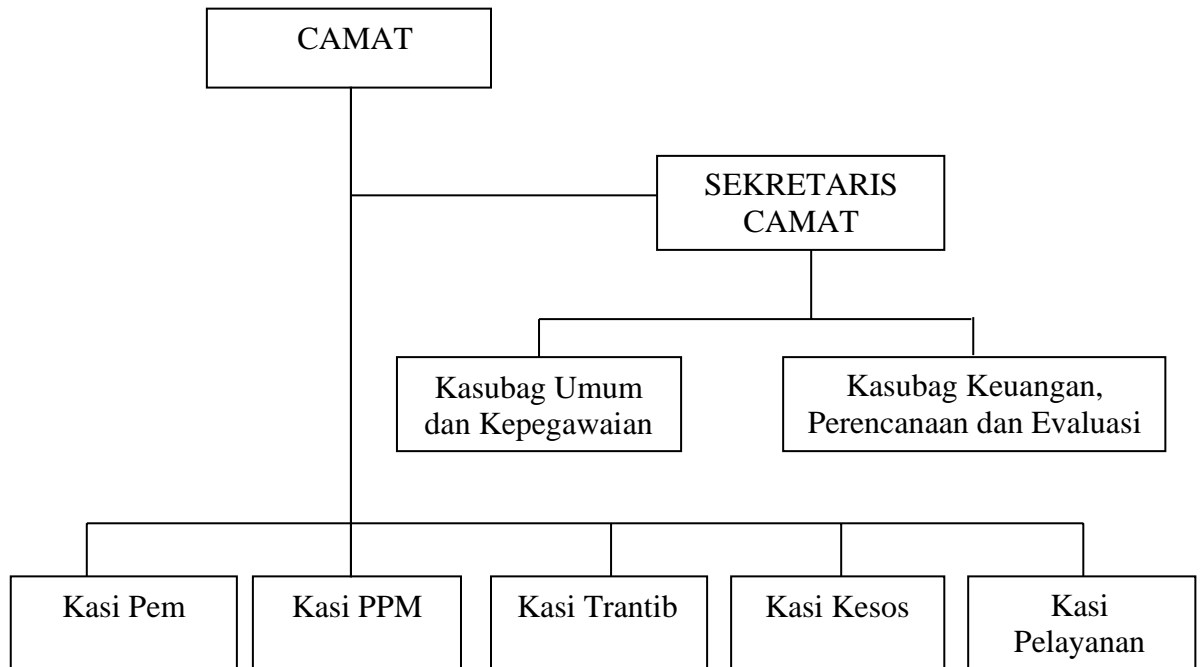 CAMAT
SEKRETARIS
CAMAT
Kasubag Umum
dan Kepegawaian
Kasubag Keuangan,
Perencanaan dan Evaluasi
Kasi Pem
Kasi PPM
Kasi Trantib
Kasi Kesos
Kasi
Pelayanan